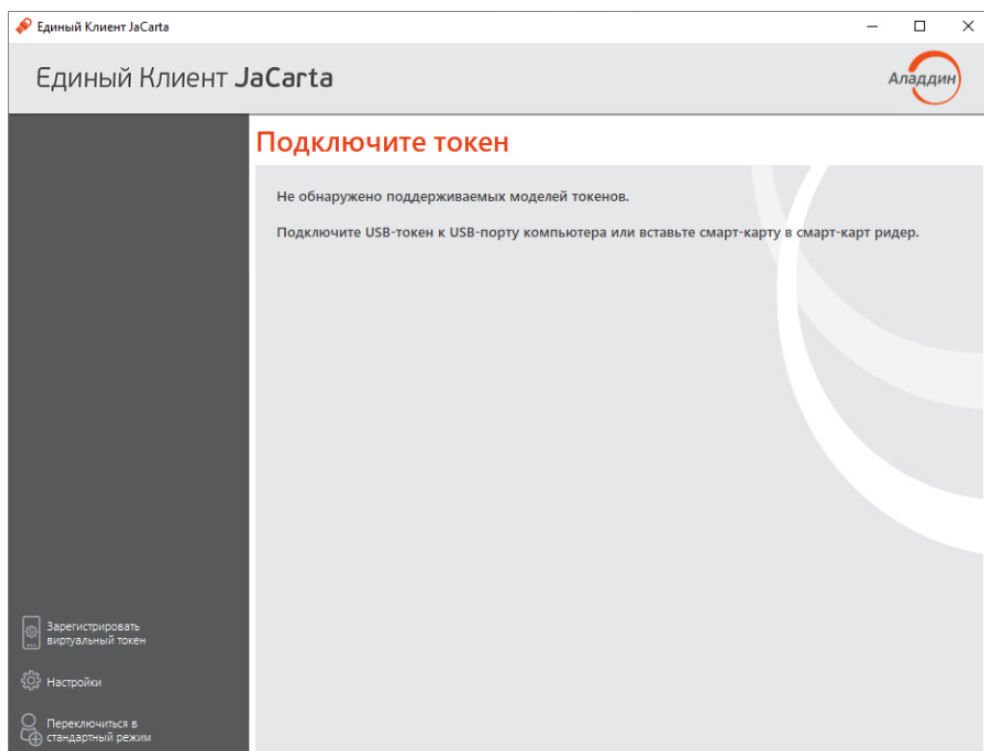 Единый Клиент JaCarta
Единый Клиент JaCarta
Аладдин
Подключите токен
Не обнаружено поддерживаемых моделей токенов.
Подключите USB-токен к USB-порту компьютера или вставьте смарт-карту в смарт-карт ридер.
Зарегистрировать
виртуальный токен
Настройки
Переключиться в
стандартный режим